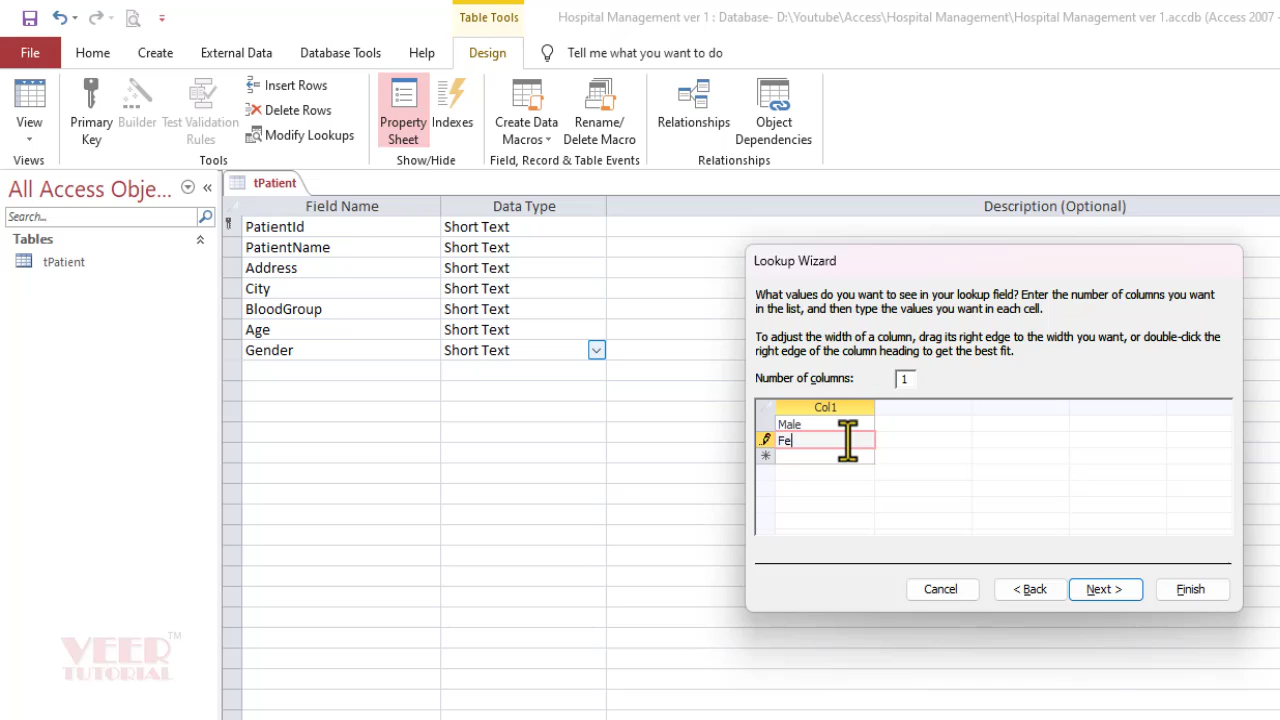 Table Tools
Hospital Management ver 1 : Database- D:\Youtube\Access\Hospital Management\Hospital Management ver 1.accdb (Access 2007 -
File Home Create External Data Database Tools Help Design Tell me what you want to do
View
Views
Primary Key
Builder
Test Validation Rules
Insert Rows
Delete Rows
Modify Lookups
Tools
Property Sheet
Indexes
Show/Hide
Create Data Macros
Rename/ Delete Macro
Field, Record & Table Events
Relationships
Object Dependencies
Relationships
All Access Obje...
Search...
Tables
tPatient
tPatient
Field Name Data Type Description (Optional)
PatientId Short Text
PatientName Short Text
Address Short Text
City Short Text
BloodGroup Short Text
Age Short Text
Gender Short Text
Lookup Wizard
What values do you want to see in your lookup field? Enter the number of columns you want
in the list, and then type the values you want in each cell.
To adjust the width of a column, drag its right edge to the width you want, or double-click the
right edge of the column heading to get the best fit.
Number of columns: 1
Col1
Male
Fe
Cancel < Back Next > Finish
VEER TM
TUTORIAL